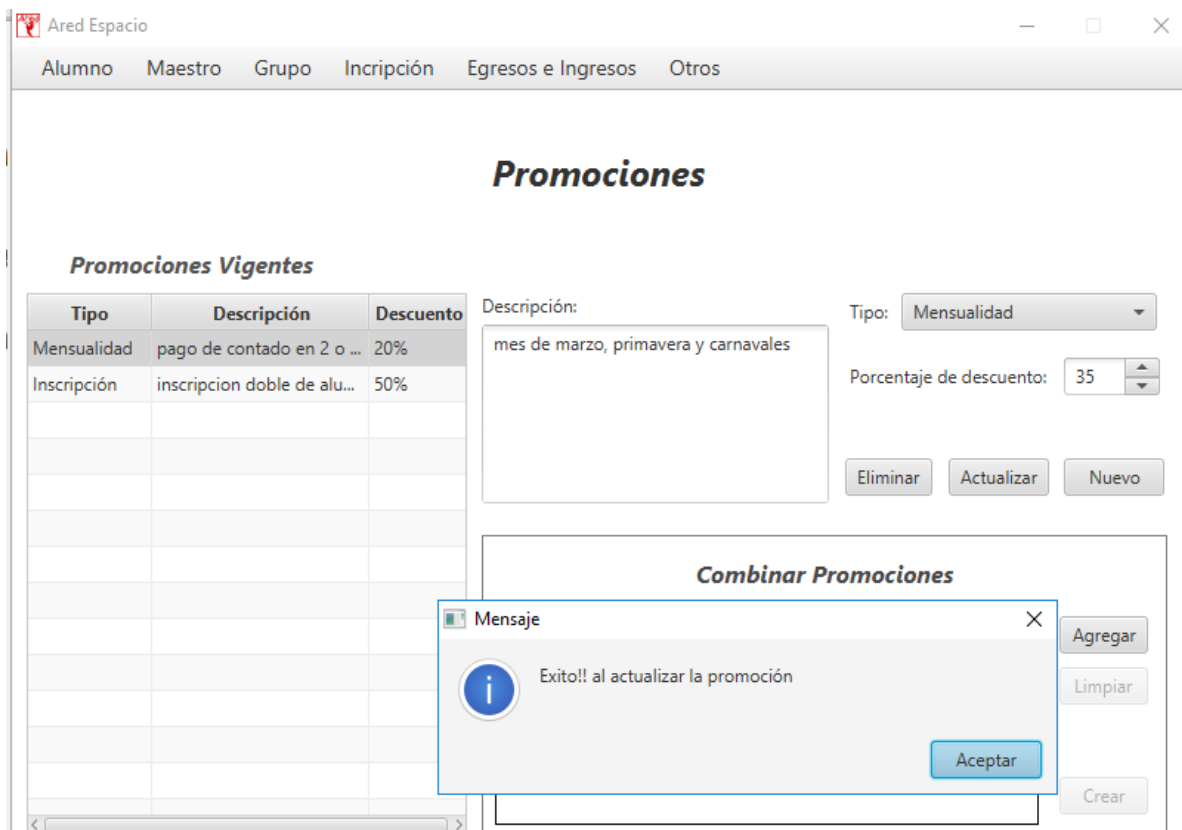 Ared Espacio
Alumno Maestro Grupo Incripción Egresos e Ingresos Otros
Promociones
Promociones Vigentes
Tipo Descripción Descuento
Mensualidad pago de contado en 2 o ... 20%
Inscripción inscripcion doble de alu... 50%
Descripción:
mes de marzo, primavera y carnavales
Tipo: Mensualidad
Porcentaje de descuento: 35
Eliminar Actualizar Nuevo
Combinar Promociones
Agregar
Limpiar
Crear
Mensaje
Exito!! al actualizar la promoción
Aceptar